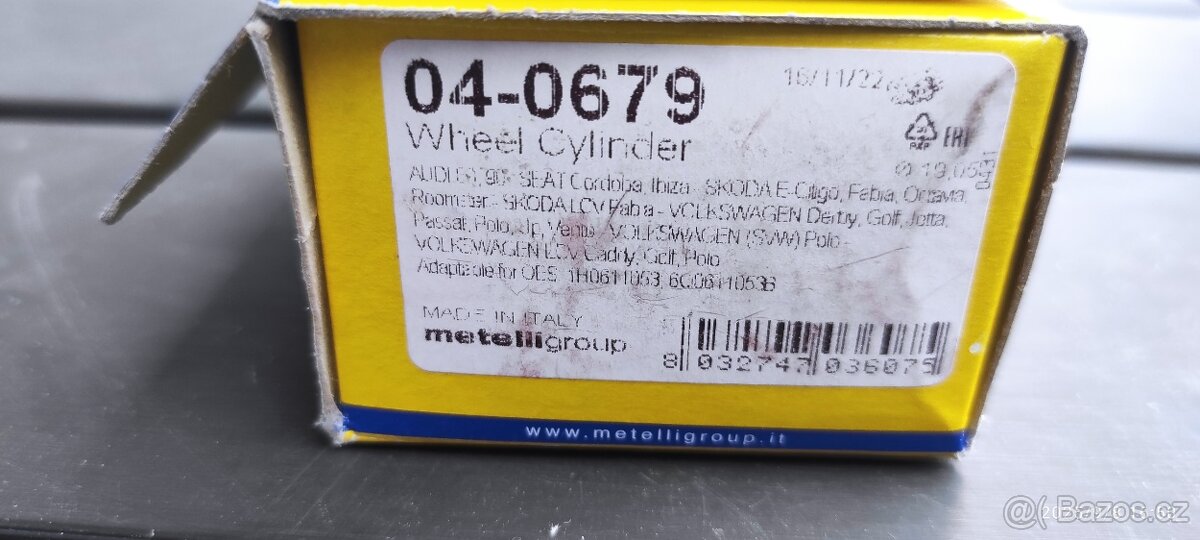 04-0679
16/11/22
Wheel Cylinder
EAC
Ø 19,05
0431
AUDI 90 - SEAT Cordoba, Ibiza - SKODA E-Citigo, Fabia, Octavia,
Roomster - SKODA LCV Fabia - VOLKSWAGEN Derby, Golf, Jetta,
Passat, Polo, Up, Vento - VOLKSWAGEN (SVW) Polo -
VOLKSWAGEN LCV Caddy, Golf, Polo
Adaptable for OES 1H0611053,
MADE IN ITALY
metelligroup
8 032747 036075
www.metelligroup.it
@( Bazos.cz